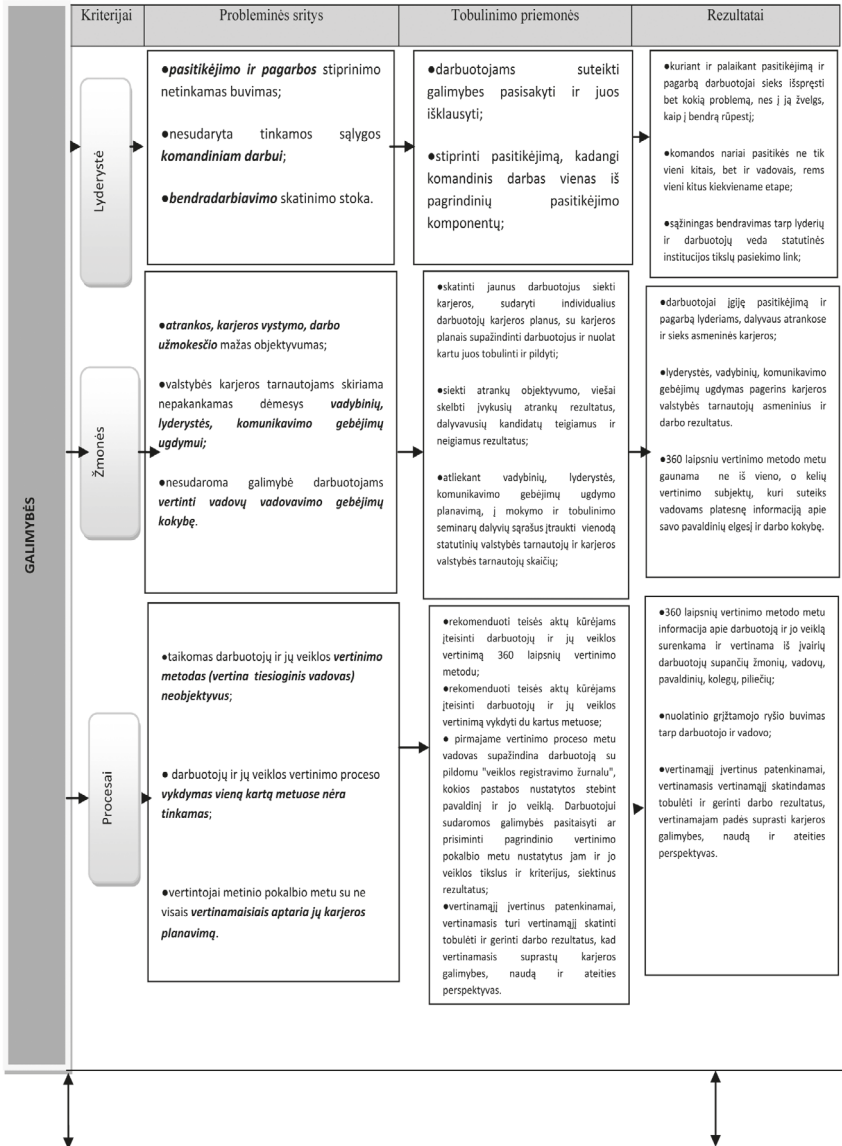 Kriterijai
Probleminės sritys
Tobulinimo priemonės
Rezultatai
GALIMYBĖS
Lyderystė
●pasitikėjimo ir pagarbos stiprinimo
netinkamas buvimas;
●nesudaryta tinkamos sąlygos
komandiniam darbui;
●bendradarbiavimo skatinimo stoka.
●darbuotojams suteikti
galimybes pasisakyti ir juos
išklausyti;
●stiprinti pasitikėjimą, kadangi
komandinis darbas vienas iš
pagrindinių pasitikėjimo
komponentų;
●kuriant ir palaikant pasitikėjimą ir
pagarbą darbuotojai sieks išspręsti
bet kokią problemą, nes į ją žvelgs,
kaip į bendrą rūpestį;
●komandos nariai pasitikės ne tik
vieni kitais, bet ir vadovais, rems
vieni kitus kiekviename etape;
●sąžiningas bendravimas tarp lyderių
ir darbuotojų veda statutinės
institucijos tikslų pasiekimo link;
Žmonės
●atrankos, karjeros vystymo, darbo
užmokesčio mažas objektyvumas;
●valstybės karjeros tarnautojams skiriama
nepakankamas dėmesys vadybinių,
lyderystės, komunikavimo gebėjimų
ugdymui;
●nesudaroma galimybė darbuotojams
vertinti vadovų vadovavimo gebėjimų
kokybę.
●skatinti jaunus darbuotojus siekti
karjeros, sudaryti individualius
darbuotojų karjeros planus, su karjeros
planais supažindinti darbuotojus ir nuolat
kartu juos tobulinti ir pildyti;
●siekti atrankų objektyvumo, viešai
skelbti įvykusių atrankų rezultatus,
dalyvavusių kandidatų teigiamus ir
neigiamus rezultatus;
●atliekant vadybinių, lyderystės,
komunikavimo gebėjimų ugdymo
planavimą, į mokymo ir tobulinimo
seminarų dalyvių sąrašus įtraukti vienodą
statutinių valstybės tarnautojų ir karjeros
valstybės tarnautojų skaičių;
●darbuotojai įgiję pasitikėjimą ir
pagarbą lyderiams, dalyvaus atrankose
ir sieks asmeninės karjeros;
●lyderystės, vadybinių, komunikavimo
gebėjimų ugdymas pagerins karjeros
valstybės tarnautojų asmeninius ir
darbo rezultatus.
●360 laipsniu vertinimo metodo metu
gaunama ne iš vieno, o kelių
vertinimo subjektų, kuri suteiks
vadovams platesnę informaciją apie
savo pavaldinių elgesį ir darbo kokybę.
Procesai
●taikomas darbuotojų ir jų veiklos vertinimo
metodas (vertina tiesioginis vadovas)
neobjektyvus;
● darbuotojų ir jų veiklos vertinimo proceso
vykdymas vieną kartą metuose nėra
tinkamas;
●vertintojai metinio pokalbio metu su ne
visais vertinamaisiais aptaria jų karjeros
planavimą.
●rekomenduoti teisės aktų kūrėjams
įteisinti darbuotojų ir jų veiklos
vertinimą 360 laipsnių vertinimo
metodu;
●rekomenduoti teisės aktų kūrėjams
įteisinti darbuotojų ir jų veiklos
vertinimą vykdyti du kartus metuose;
● pirmajame vertinimo proceso metu
vadovas supažindina darbuotoją su
pildomu "veiklos registravimo žurnalu",
kokios pastabos nustatytos stebint
pavaldinį ir jo veiklą. Darbuotojui
sudaromos galimybės pasitaisyti ar
prisiminti pagrindinio vertinimo
pokalbio metu nustatytus jam ir jo
veiklos tikslus ir kriterijus, siektinus
rezultatus;
●vertinamąjį įvertinus patenkinamai,
vertinamasis turi vertinamąjį skatinti
tobulėti ir gerinti darbo rezultatus, kad
vertinamasis suprastų karjeros
galimybes, naudą ir ateities
perspektyvas.
●360 laipsnių vertinimo metodo metu
informacija apie darbuotoją ir jo veiklą
surenkama ir vertinama iš įvairių
darbuotojų supančių žmonių, vadovų,
pavaldinių, kolegų, piliečių;
●nuolatinio grįžtamojo ryšio buvimas
tarp darbuotojo ir vadovo;
●vertinamąjį įvertinus patenkinamai,
vertinamasis vertinamąjį skatindamas
tobulėti ir gerinti darbo rezultatus,
vertinamajam padės suprasti karjeros
galimybes, naudą ir ateities
perspektyvas.